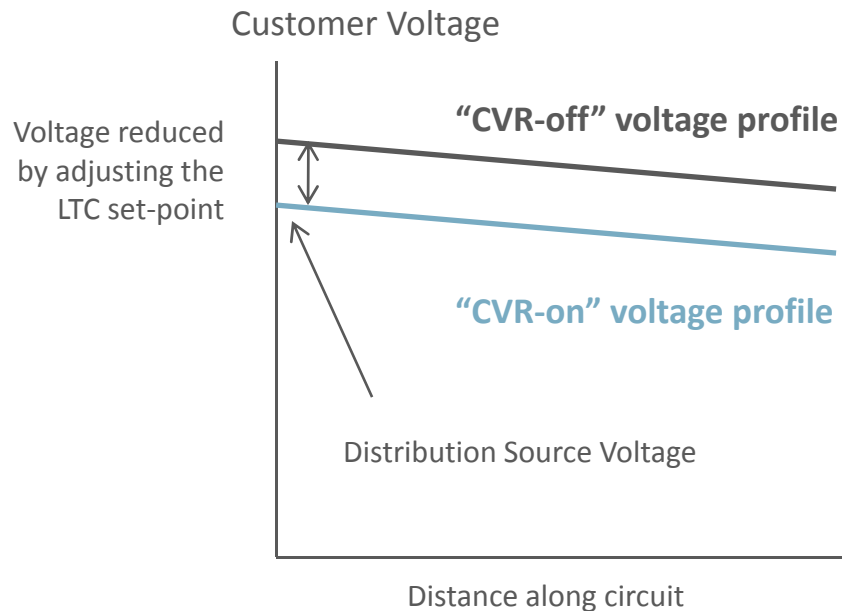 Customer Voltage
“CVR-off” voltage profile
Voltage reduced
by adjusting the
LTC set-point
“CVR-on” voltage profile
Distribution Source Voltage
Distance along circuit